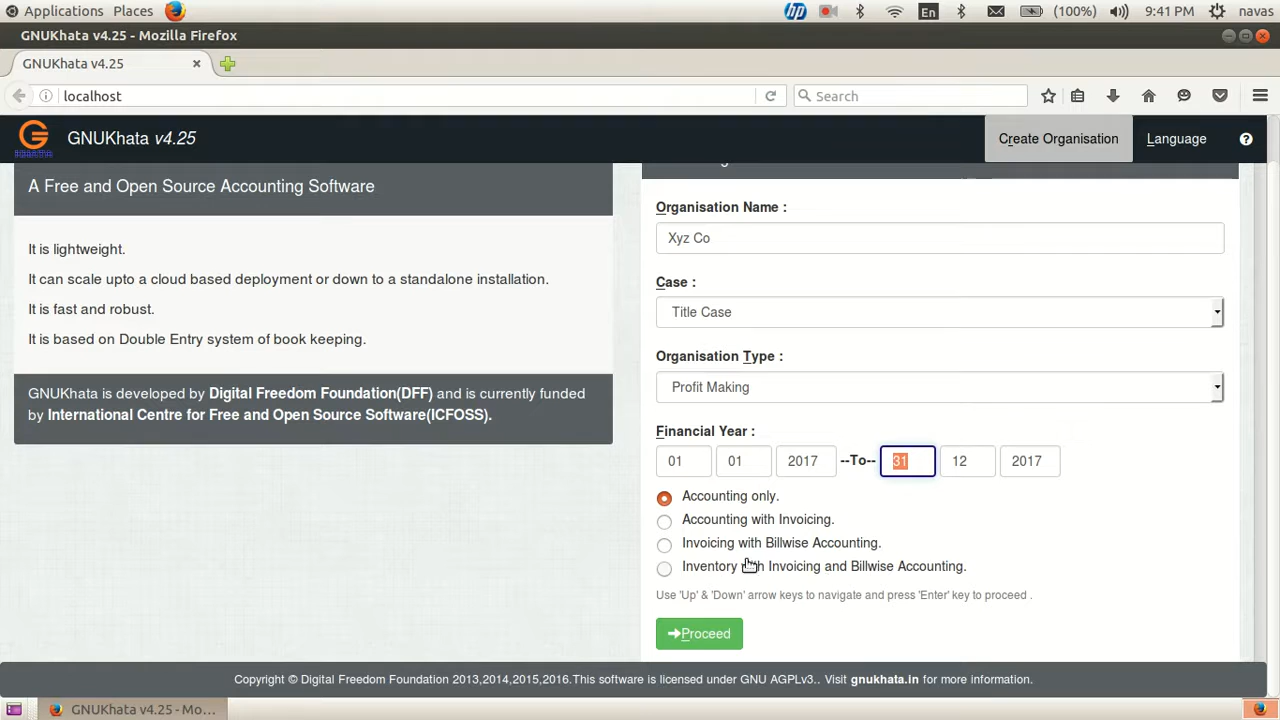 Applications Places En (100%) 9:41 PM navas
GNUKhata v4.25 - Mozilla Firefox
GNUKhata v4.25
localhost
Search
GNUKhata v4.25
Create Organisation
Language
A Free and Open Source Accounting Software
It is lightweight.
It can scale upto a cloud based deployment or down to a standalone installation.
It is fast and robust.
It is based on Double Entry system of book keeping.
GNUKhata is developed by Digital Freedom Foundation(DFF) and is currently funded
by International Centre for Free and Open Source Software(ICFOSS).
Organisation Name :
Xyz Co
Case :
Title Case
Organisation Type :
Profit Making
Financial Year :
01 01 2017 --To-- 31 12 2017
Accounting only.
Accounting with Invoicing.
Invoicing with Billwise Accounting.
Inventory with Invoicing and Billwise Accounting.
Use 'Up' & 'Down' arrow keys to navigate and press 'Enter' key to proceed .
Proceed
Copyright © Digital Freedom Foundation 2013,2014,2015,2016.This software is licensed under GNU AGPLv3.. Visit gnukhata.in for more information.
GNUKhata v4.25 - Mo...